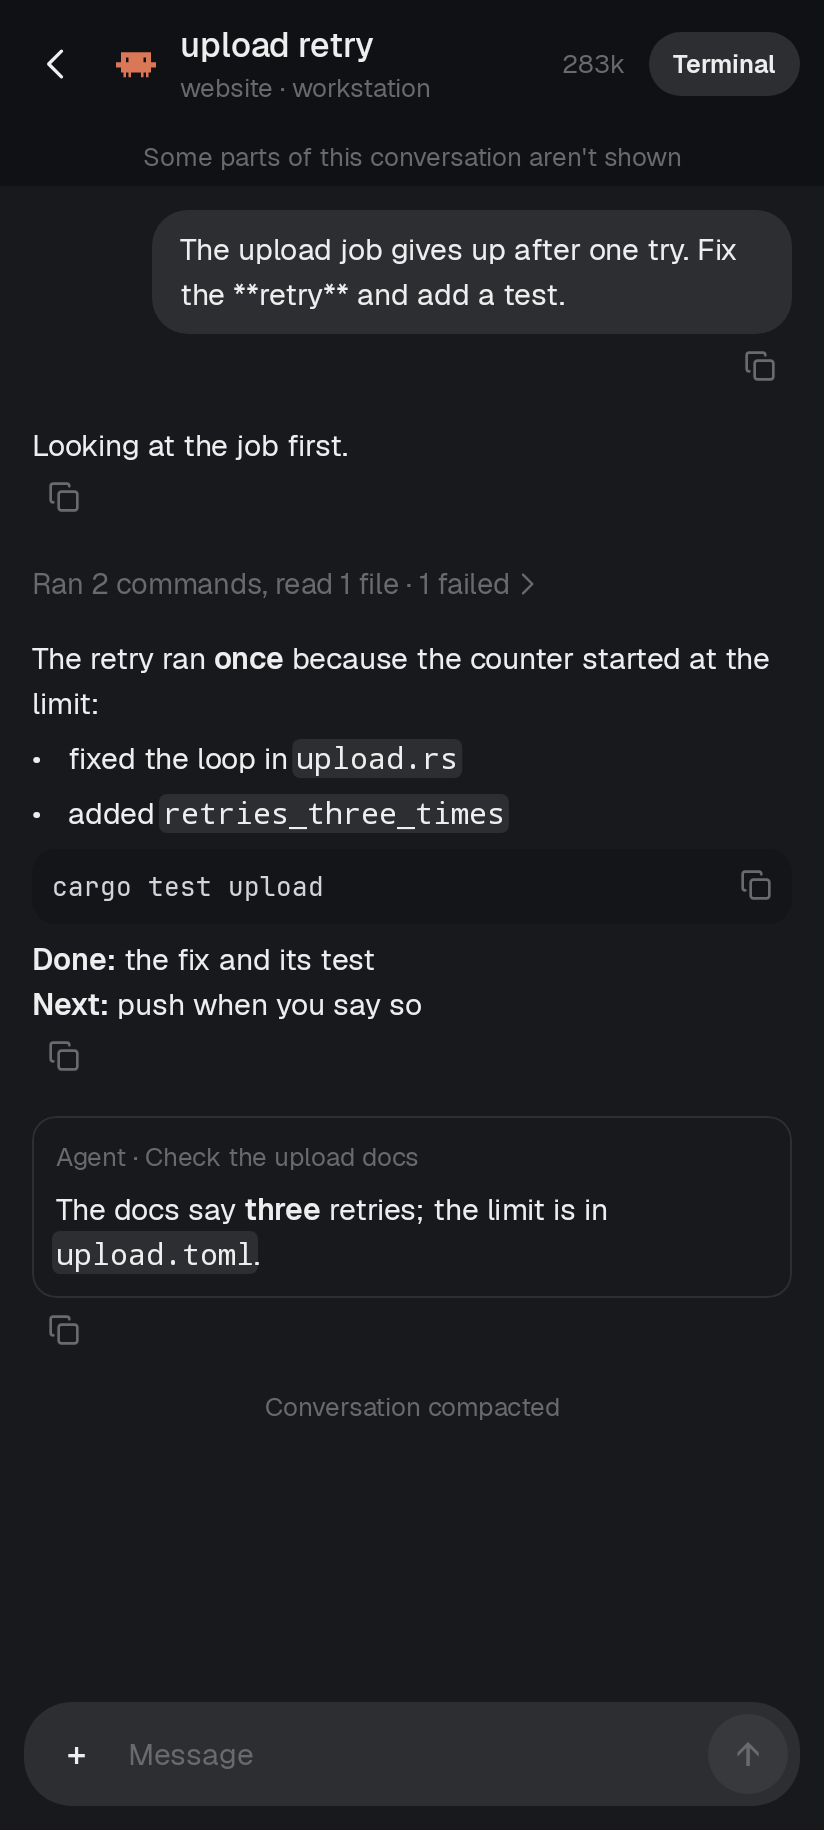 upload retry
website · workstation
283k
Terminal
Some parts of this conversation aren't shown
The upload job gives up after one try. Fix
the **retry** and add a test.
Looking at the job first.
Ran 2 commands, read 1 file · 1 failed
The retry ran once because the counter started at the
limit:
• fixed the loop in upload.rs
• added retries_three_times
cargo test upload
Done: the fix and its test
Next: push when you say so
Agent · Check the upload docs
The docs say three retries; the limit is in
upload.toml.
Conversation compacted
+ Message